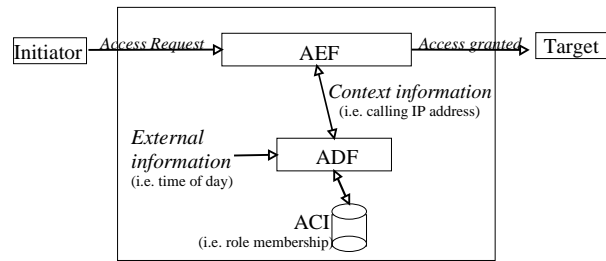 Initiator
Access Request
AEF
Access granted
Target
Context information
(i.e. calling IP address)
External
information
(i.e. time of day)
ADF
ACI
(i.e. role membership)